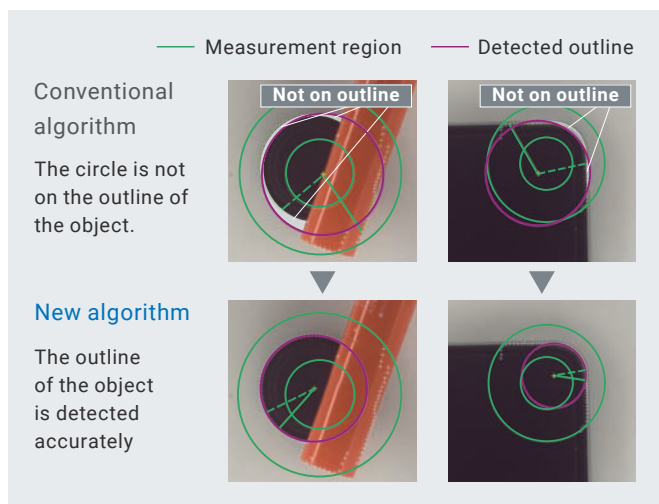 Measurement region
Detected outline
Conventional
algorithm
The circle is not
on the outline of
the object.
Not on outline
Not on outline
New algorithm
The outline
of the object
is detected
accurately